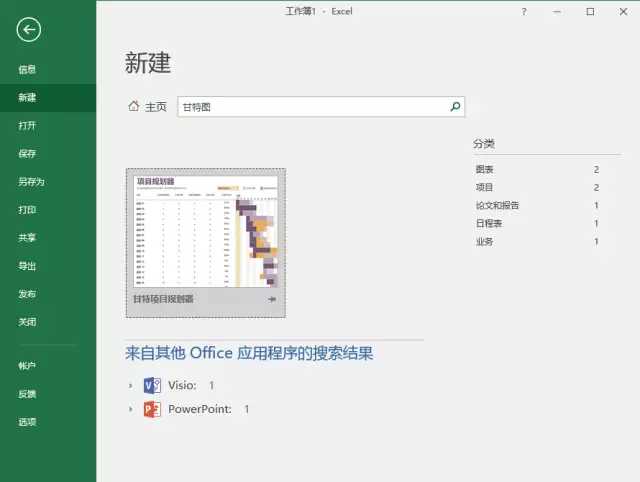 工作簿1 - Excel
?
信息
新建
打开
保存
另存为
打印
共享
导出
发布
关闭
帐户
反馈
选项
新建
主页
甘特图
项目规划器
甘特项目规划器
分类
图表 2
项目 2
论文和报告 1
日程表 1
业务 1
来自其他 Office 应用程序的搜索结果
Visio: 1
PowerPoint: 1